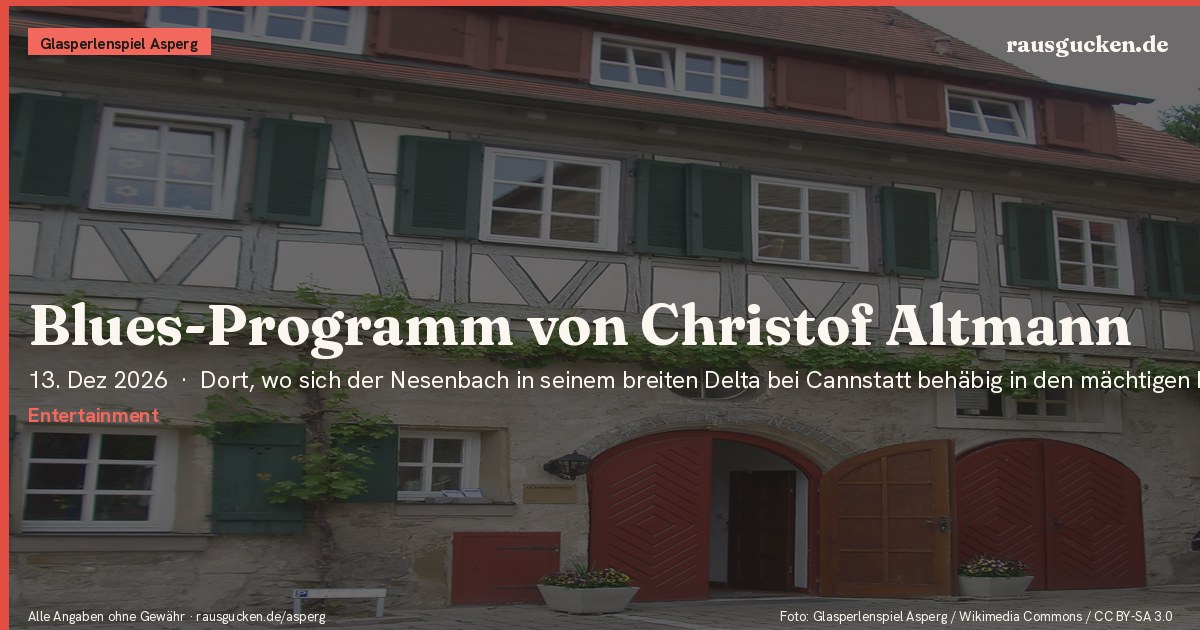 Glasperlenspiel Asperg
rausgucken.de
Blues-Programm von Christof Altmann
13. Dez 2026 · Dort, wo sich der Nesenbach in seinem breiten Delta bei Cannstatt behäbig in den mächtigen
Entertainment
Alle Angaben ohne Gewähr · rausgucken.de/asperg
Foto: Glasperlenspiel Asperg / Wikimedia Commons / CC BY-SA 3.0